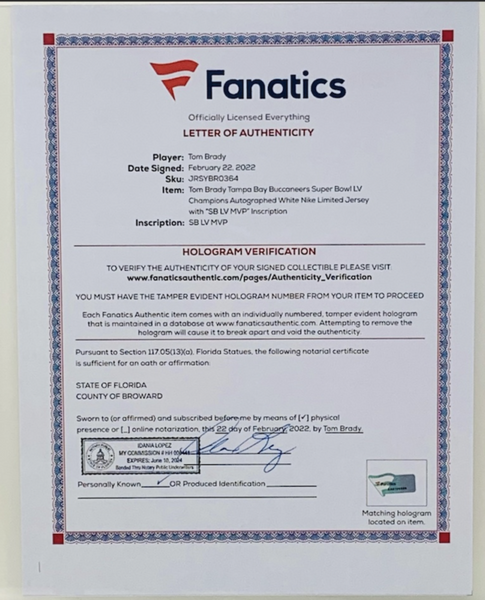 Fanatics
Officially Licensed Everything
LETTER OF AUTHENTICITY
Player: Tom Brady
Date Signed: February 22, 2022
Sku: JRSYBR0364
Item: Tom Brady Tampa Bay Buccaneers Super Bowl LV
Champions Autographed White Nike Limited Jersey
with "SB LV MVP" Inscription
Inscription: SB LV MVP
HOLOGRAM VERIFICATION
TO VERIFY THE AUTHENTICITY OF YOUR SIGNED COLLECTIBLE PLEASE VISIT
www.fanaticsauthentic.com/pages/Authenticity_Verification
YOU MUST HAVE THE TAMPER EVIDENT HOLOGRAM NUMBER FROM YOUR ITEM TO PROCEED
Each Fanatics Authentic item comes with an individually numbered, tamper evident hologram
that is maintained in a database at www.fanaticsauthentic.com. Attempting to remove the
hologram will cause it to break apart and void the authenticity.
Pursuant to Section 117.05(13)(a), Florida Statues, the following notarial certificate
is sufficient for an oath or affirmation:
STATE OF FLORIDA
COUNTY OF BROWARD
Sworn to (or affirmed) and subscribed before me by means of [✓] physical
presence or [_] online notarization, this 22 day of February, 2022, by Tom Brady.
IDANIA LOPEZ
MY COMMISSION # HH
EXPIRES: June 10, 2024
Bonded Thru Notary Public Underwriters
Personally Known ✓ OR Produced Identification
Matching hologram
located on item.